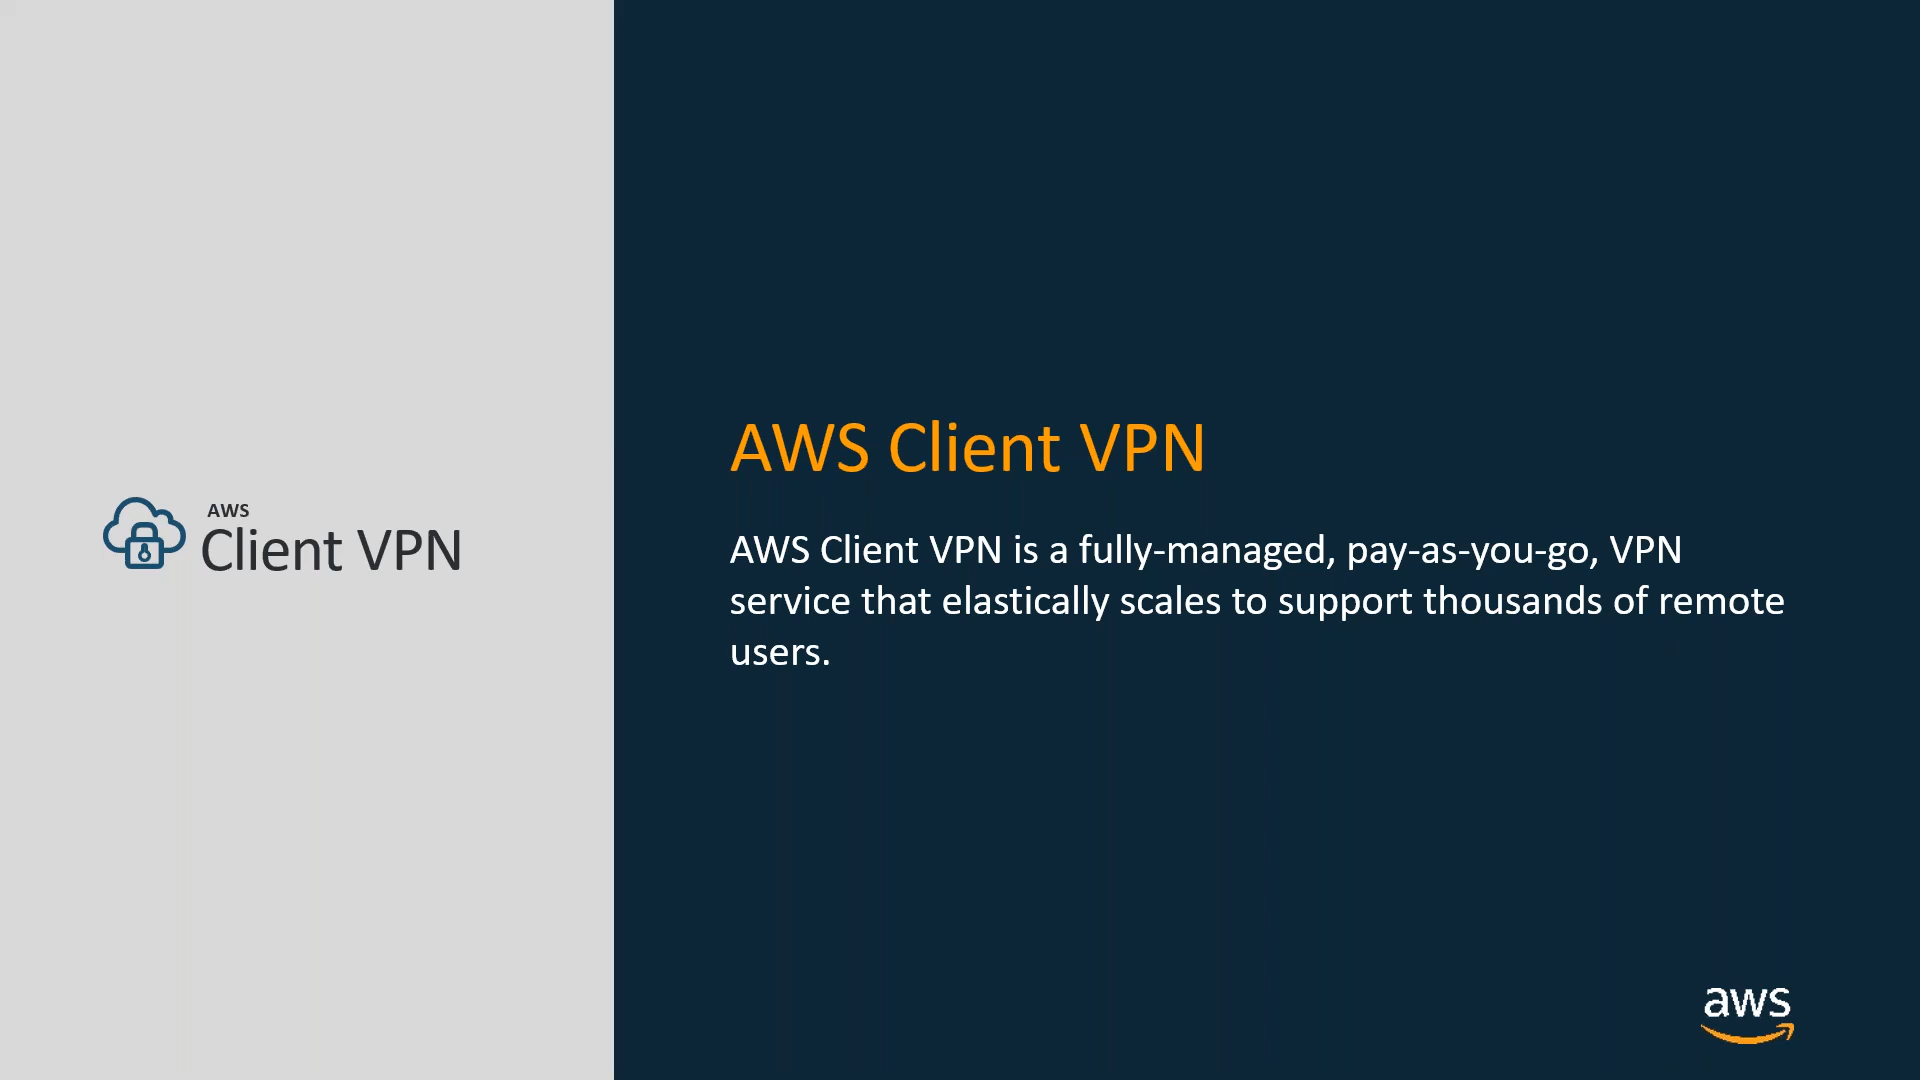 AWS
Client VPN
AWS Client VPN
AWS Client VPN is a fully-managed, pay-as-you-go, VPN
service that elastically scales to support thousands of remote
users.
aws